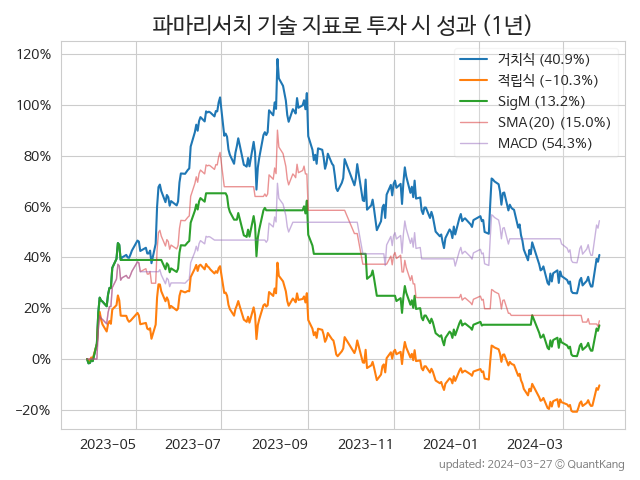 파마리서치 기술 지표로 투자 시 성과 (1년)
120%
100%
80%
60%
40%
20%
0%
−20%
거치식 (40.9%)
적립식 (−10.3%)
SigM (13.2%)
SMA(20) (15.0%)
MACD (54.3%)
2023-05
2023-07
2023-09
2023-11
2024-01
2024-03
updated: 2024-03-27 © QuantKang